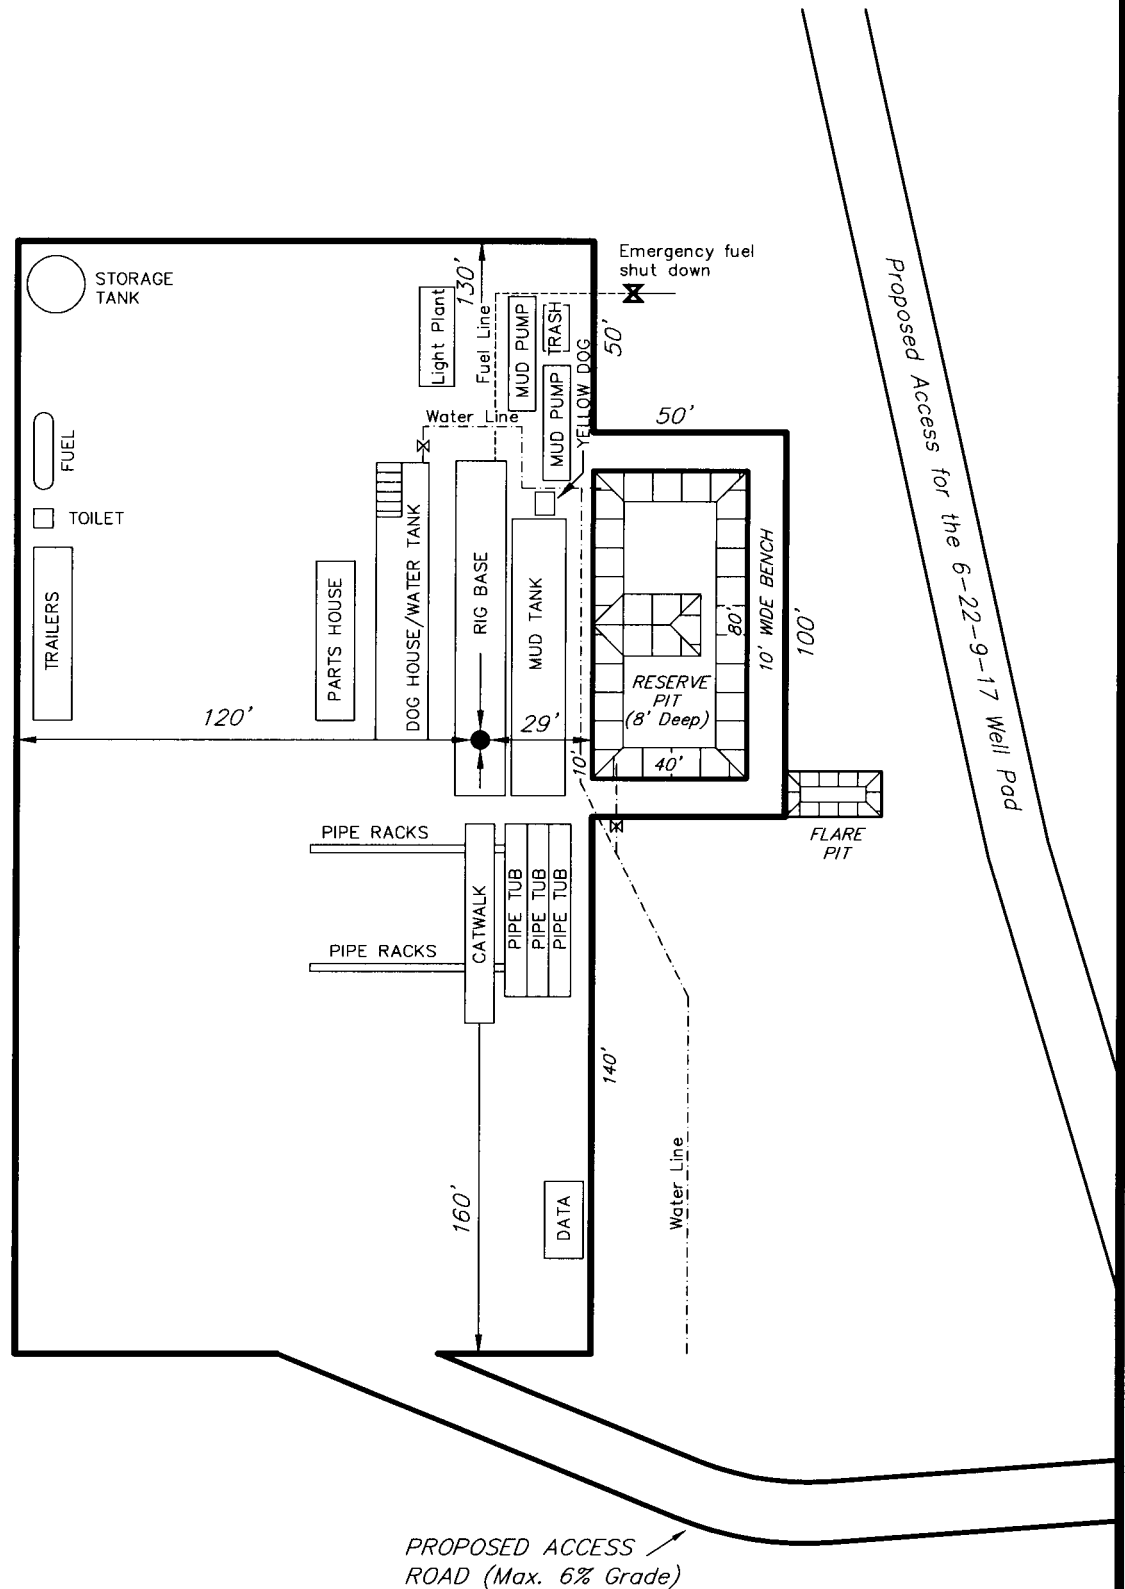 Proposed Access for the 6-22-9-17 Well Pad
Emergency fuel
shut down
STORAGE
TANK
130'
Light Plant
Fuel Line
MUD PUMP
TRASH
50'
MUD PUMP
YELLOW DOG
Water Line
50'
FUEL
TOILET
TRAILERS
PARTS HOUSE
DOG HOUSE/WATER TANK
RIG BASE
MUD TANK
80'
10' WIDE BENCH
100'
RESERVE
PIT
(8' Deep)
120'
29'
10'
40'
FLARE
PIT
PIPE RACKS
CATWALK
PIPE TUB
PIPE TUB
PIPE TUB
PIPE RACKS
140'
160'
DATA
Water Line
PROPOSED ACCESS
ROAD (Max. 6% Grade)